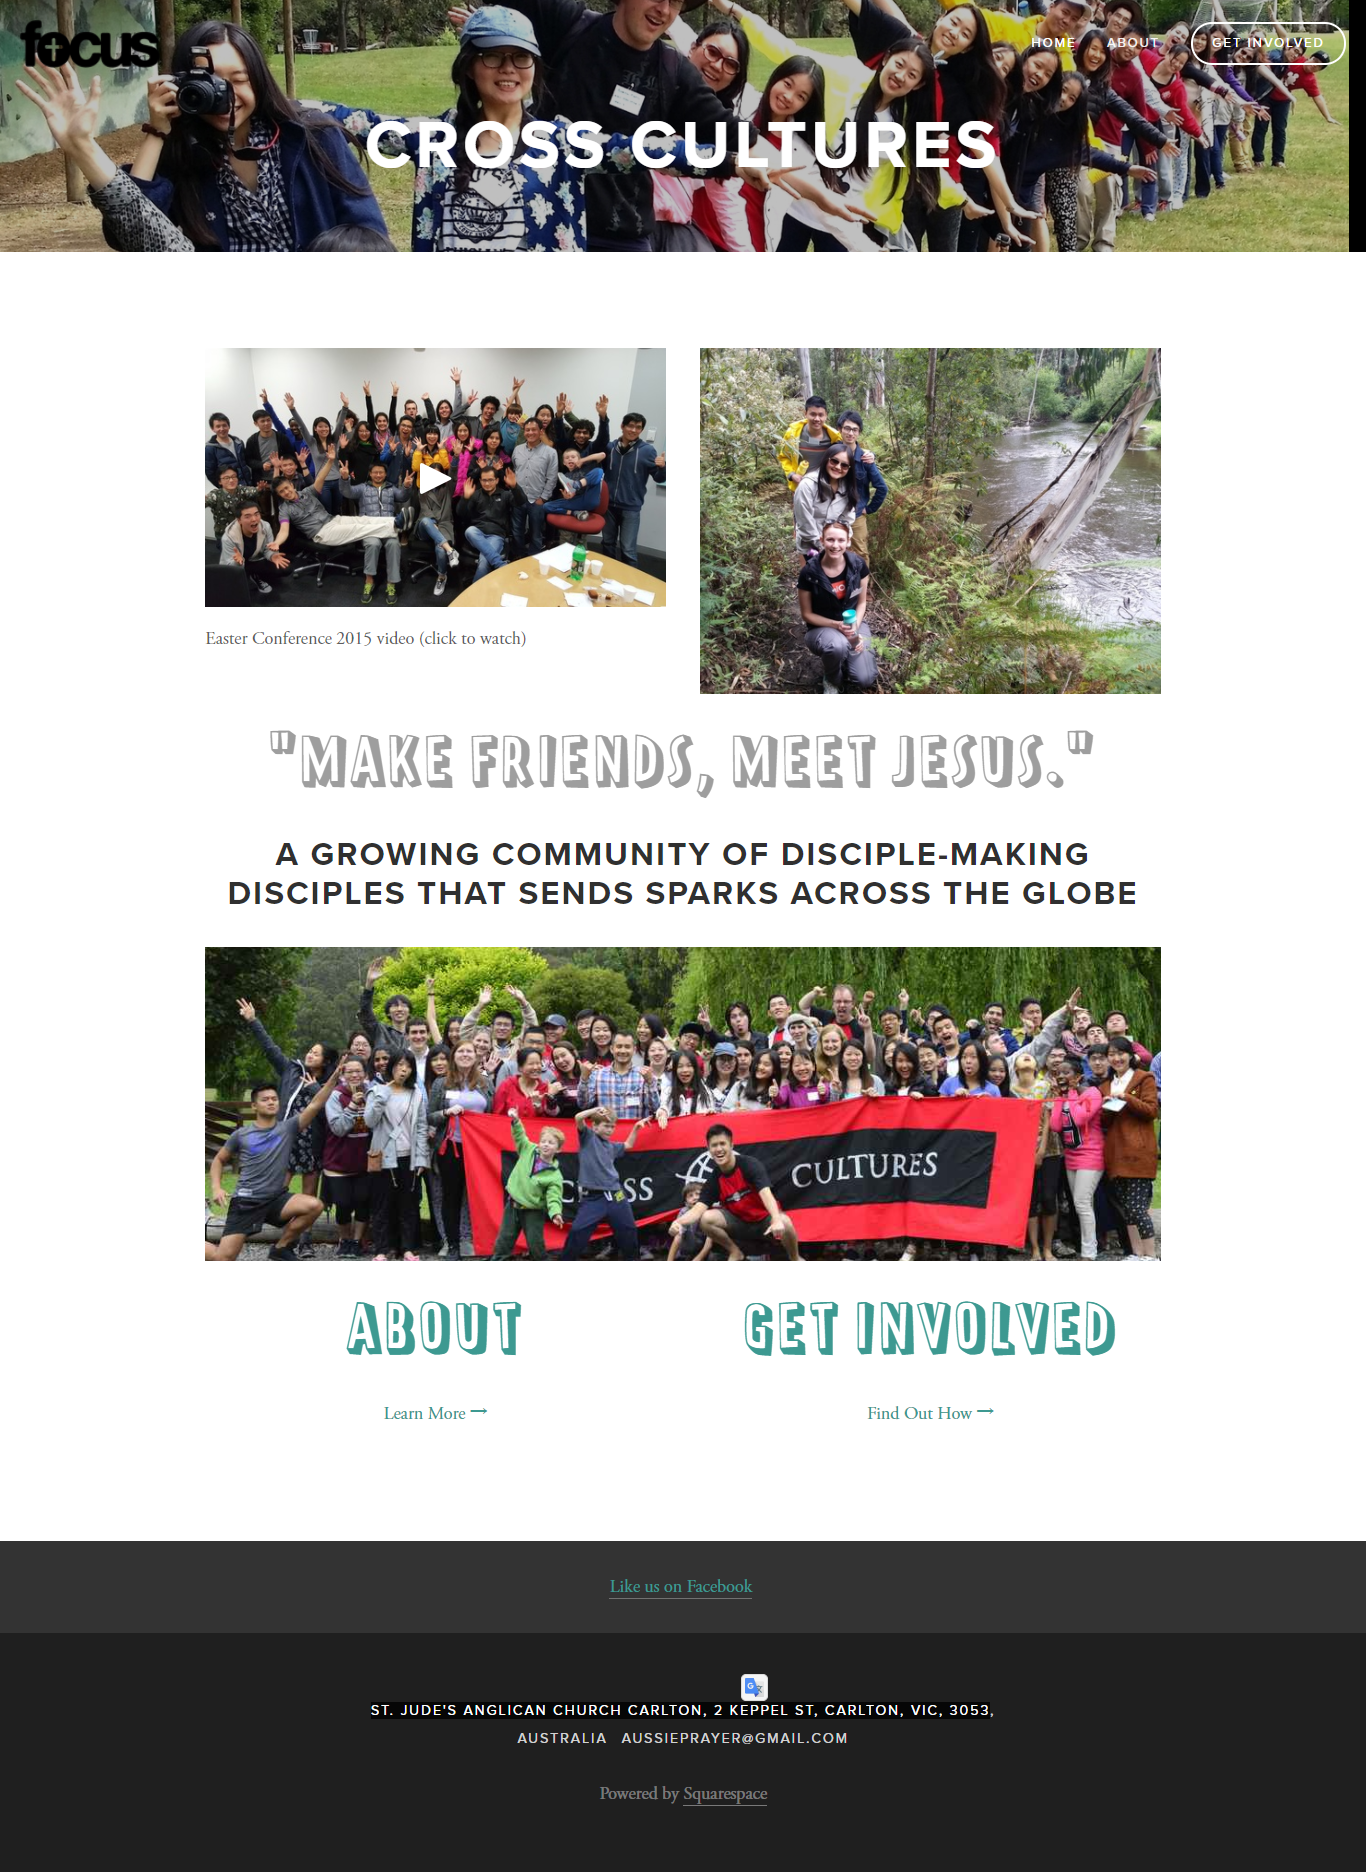 focus
HOME ABOUT GET INVOLVED
CROSS CULTURES
Easter Conference 2015 video (click to watch)
"MAKE FRIENDS, MEET JESUS."
A GROWING COMMUNITY OF DISCIPLE-MAKING
DISCIPLES THAT SENDS SPARKS ACROSS THE GLOBE
CULTURES
ABOUT
GET INVOLVED
Learn More →
Find Out How →
Like us on Facebook
ST. JUDE'S ANGLICAN CHURCH CARLTON, 2 KEPPEL ST, CARLTON, VIC, 3053,
AUSTRALIA AUSSIEPRAYER@GMAIL.COM
Powered by Squarespace